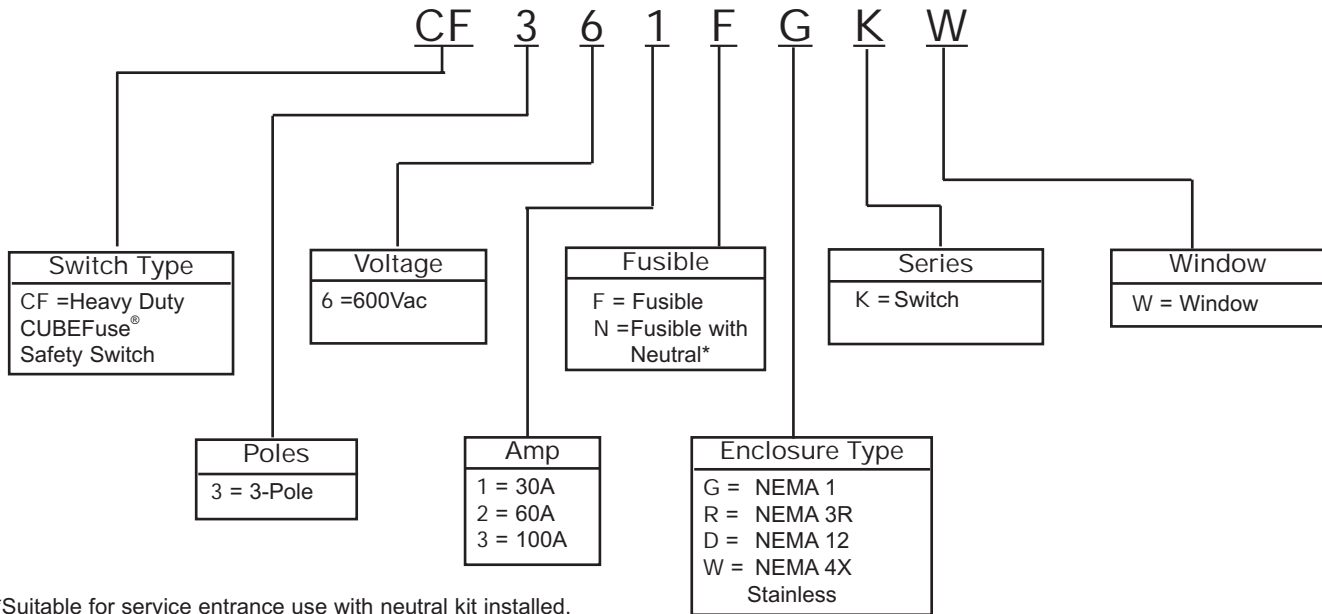 CF 3 6 1 F G K W
Switch Type
CF =Heavy Duty
CUBEFuse®
Safety Switch
Voltage
6 =600Vac
Fusible
F = Fusible
N =Fusible with
Neutral*
Series
K = Switch
Window
W = Window
Poles
3 = 3-Pole
Amp
1 = 30A
2 = 60A
3 = 100A
Enclosure Type
G = NEMA 1
R = NEMA 3R
D = NEMA 12
W = NEMA 4X
Stainless
*Suitable for service entrance use with neutral kit installed.